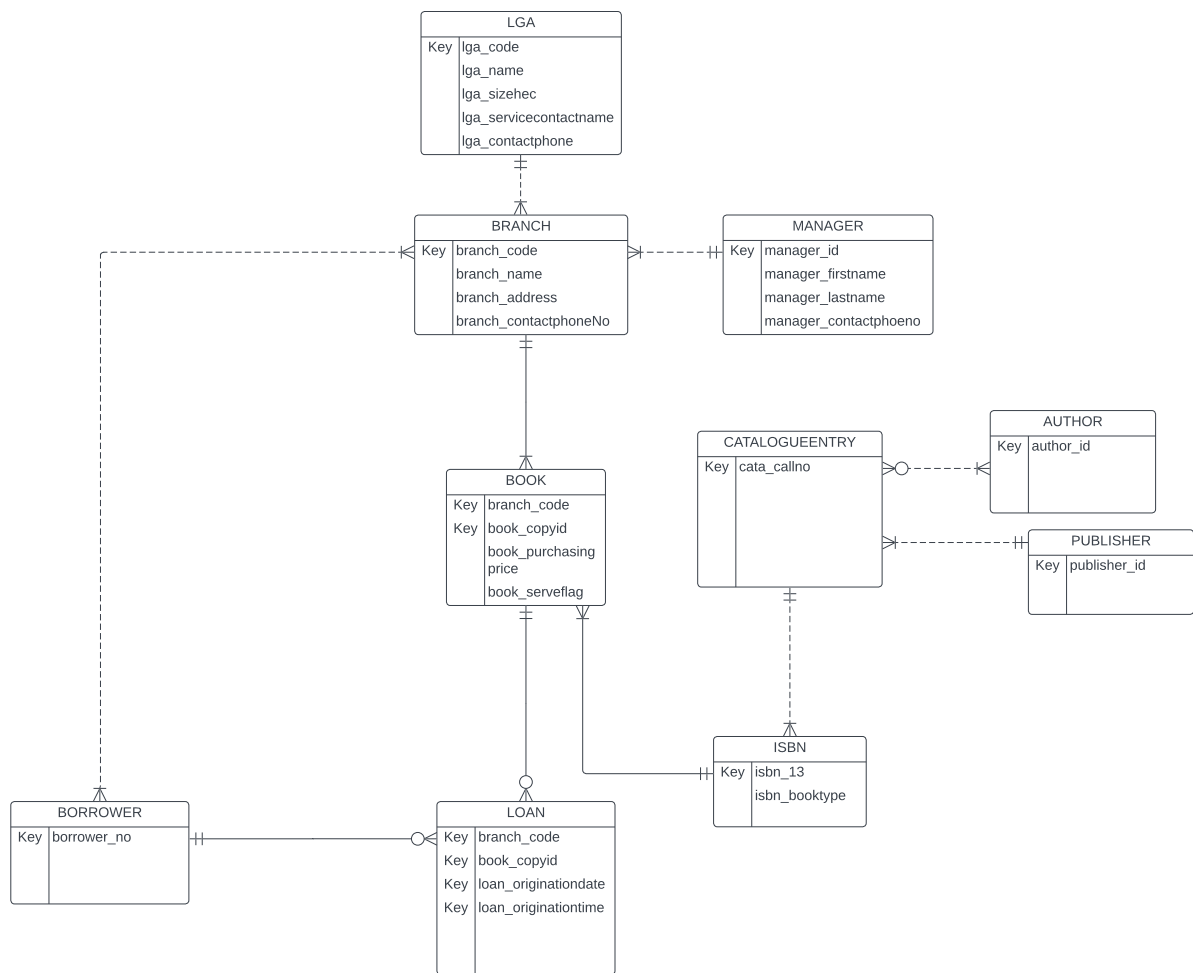 LGA
Key lga_code
lga_name
lga_sizehec
lga_servicecontactname
lga_contactphone
BRANCH
Key branch_code
branch_name
branch_address
branch_contactphoneNo
MANAGER
Key manager_id
manager_firstname
manager_lastname
manager_contactphoeno
AUTHOR
Key author_id
CATALOGUEENTRY
Key cata_callno
BOOK
Key branch_code
Key book_copyid
book_purchasing
price
book_serveflag
PUBLISHER
Key publisher_id
ISBN
Key isbn_13
isbn_booktype
BORROWER
Key borrower_no
LOAN
Key branch_code
Key book_copyid
Key loan_originationdate
Key loan_originationtime